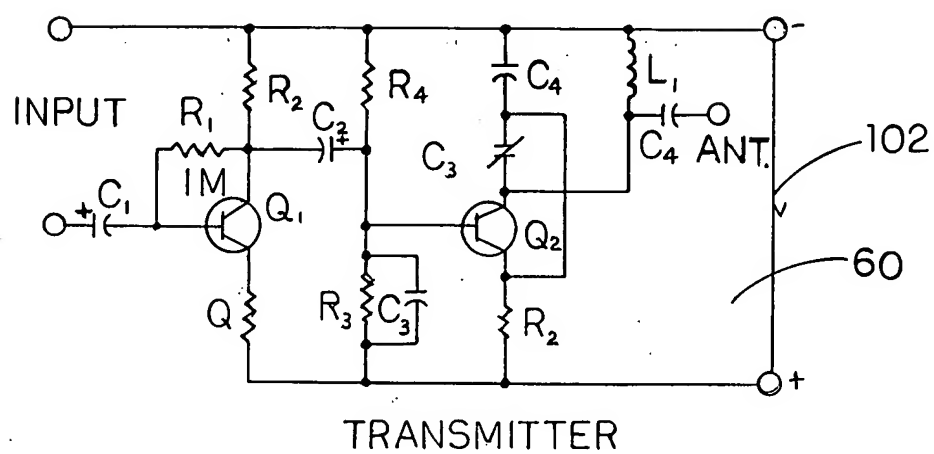 -
INPUT
R₁
R₂
C₂
+
R₄
C₄
L₁
C₃
C₄ ANT.
102
1M
+ C₁
Q₁
Q₂
60
Q
R₃
C₃
R₂
+
TRANSMITTER